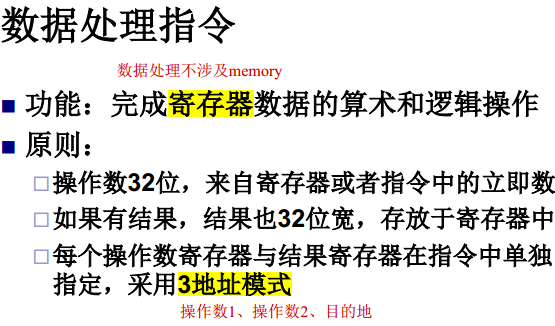 数据处理指令
数据处理不涉及memory
功能：完成寄存器数据的算术和逻辑操作
原则：
操作数32位，来自寄存器或者指令中的立即数
如果有结果，结果也32位宽，存放于寄存器中
每个操作数寄存器与结果寄存器在指令中单独
指定，采用3地址模式
操作数1、操作数2、目的地